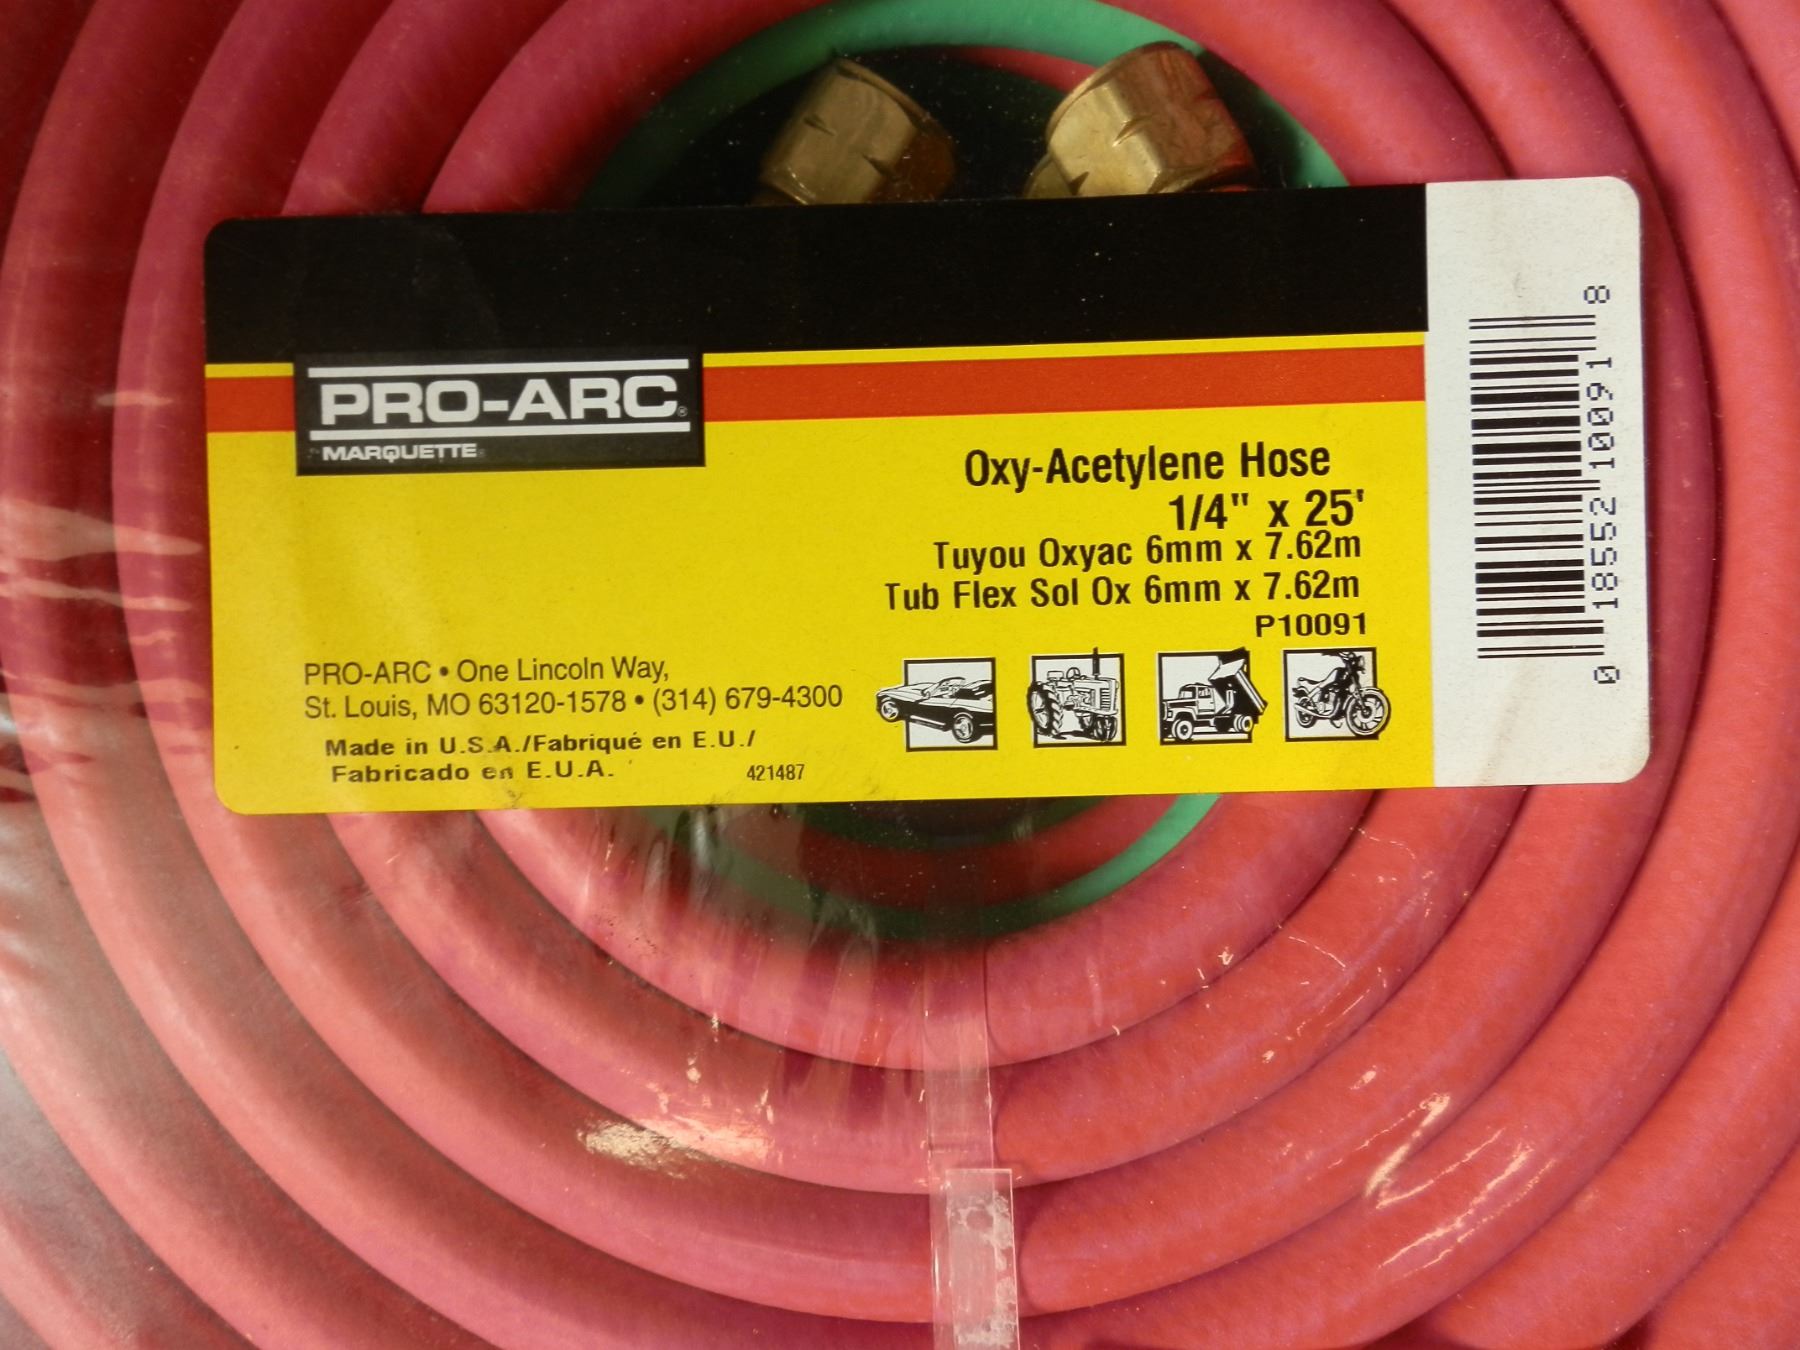 PRO-ARC®
MARQUETTE®
Oxy-Acetylene Hose
1/4" x 25'
Tuyou Oxyac 6mm x 7.62m
Tub Flex Sol Ox 6mm x 7.62m
P10091
PRO-ARC • One Lincoln Way,
St. Louis, MO 63120-1578 • (314) 679-4300
Made in U.S.A./Fabriqué en E.U./
Fabricado en E.U.A.
421487
0 18552 10091 8